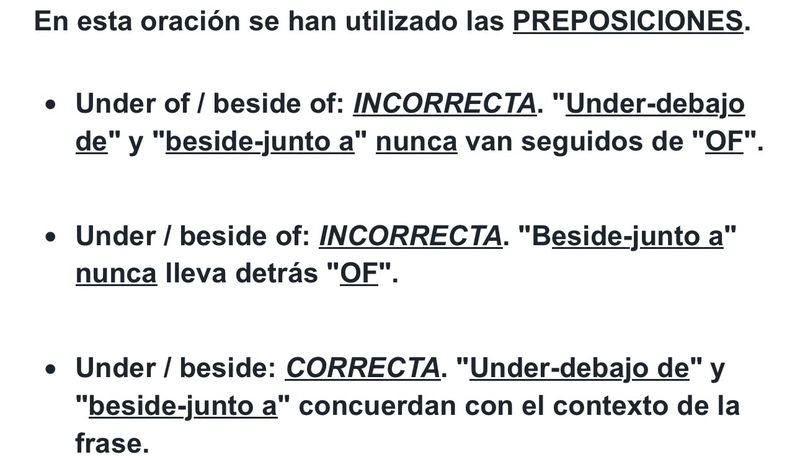 En esta oración se han utilizado las PREPOSICIONES.
• Under of / beside of: INCORRECTA. "Under-debajo
de" y "beside-junto a" nunca van seguidos de "OF".
• Under / beside of: INCORRECTA. "Beside-junto a"
nunca lleva detrás "OF".
• Under / beside: CORRECTA. "Under-debajo de" y
"beside-junto a" concuerdan con el contexto de la
frase.